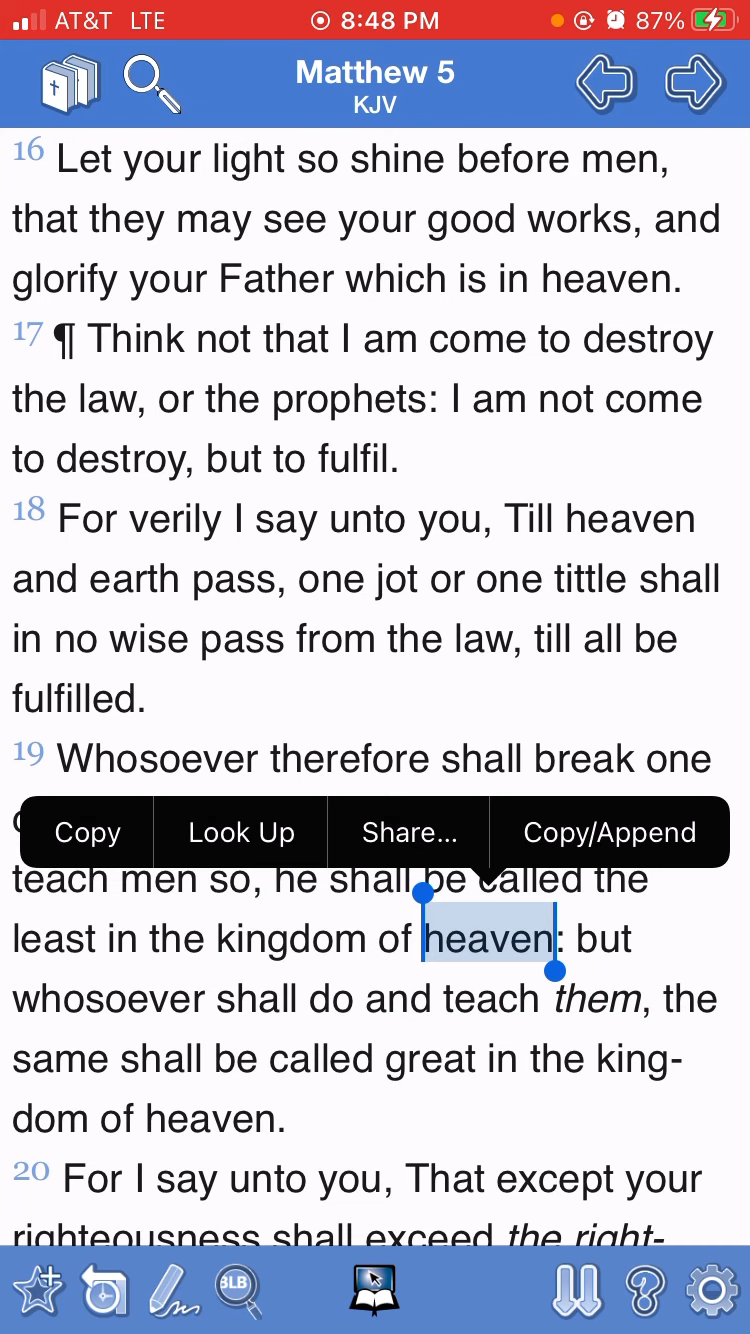 AT&T LTE 8:48 PM 87%
Matthew 5
KJV
16 Let your light so shine before men,
that they may see your good works, and
glorify your Father which is in heaven.
17 ¶ Think not that I am come to destroy
the law, or the prophets: I am not come
to destroy, but to fulfil.
18 For verily I say unto you, Till heaven
and earth pass, one jot or one tittle shall
in no wise pass from the law, till all be
fulfilled.
19 Whosoever therefore shall break one
Copy Look Up Share... Copy/Append
teach men so, he shall be called the
least in the kingdom of heaven: but
whosoever shall do and teach them, the
same shall be called great in the king-
dom of heaven.
20 For I say unto you, That except your
righteousness shall exceed the right-
BLB